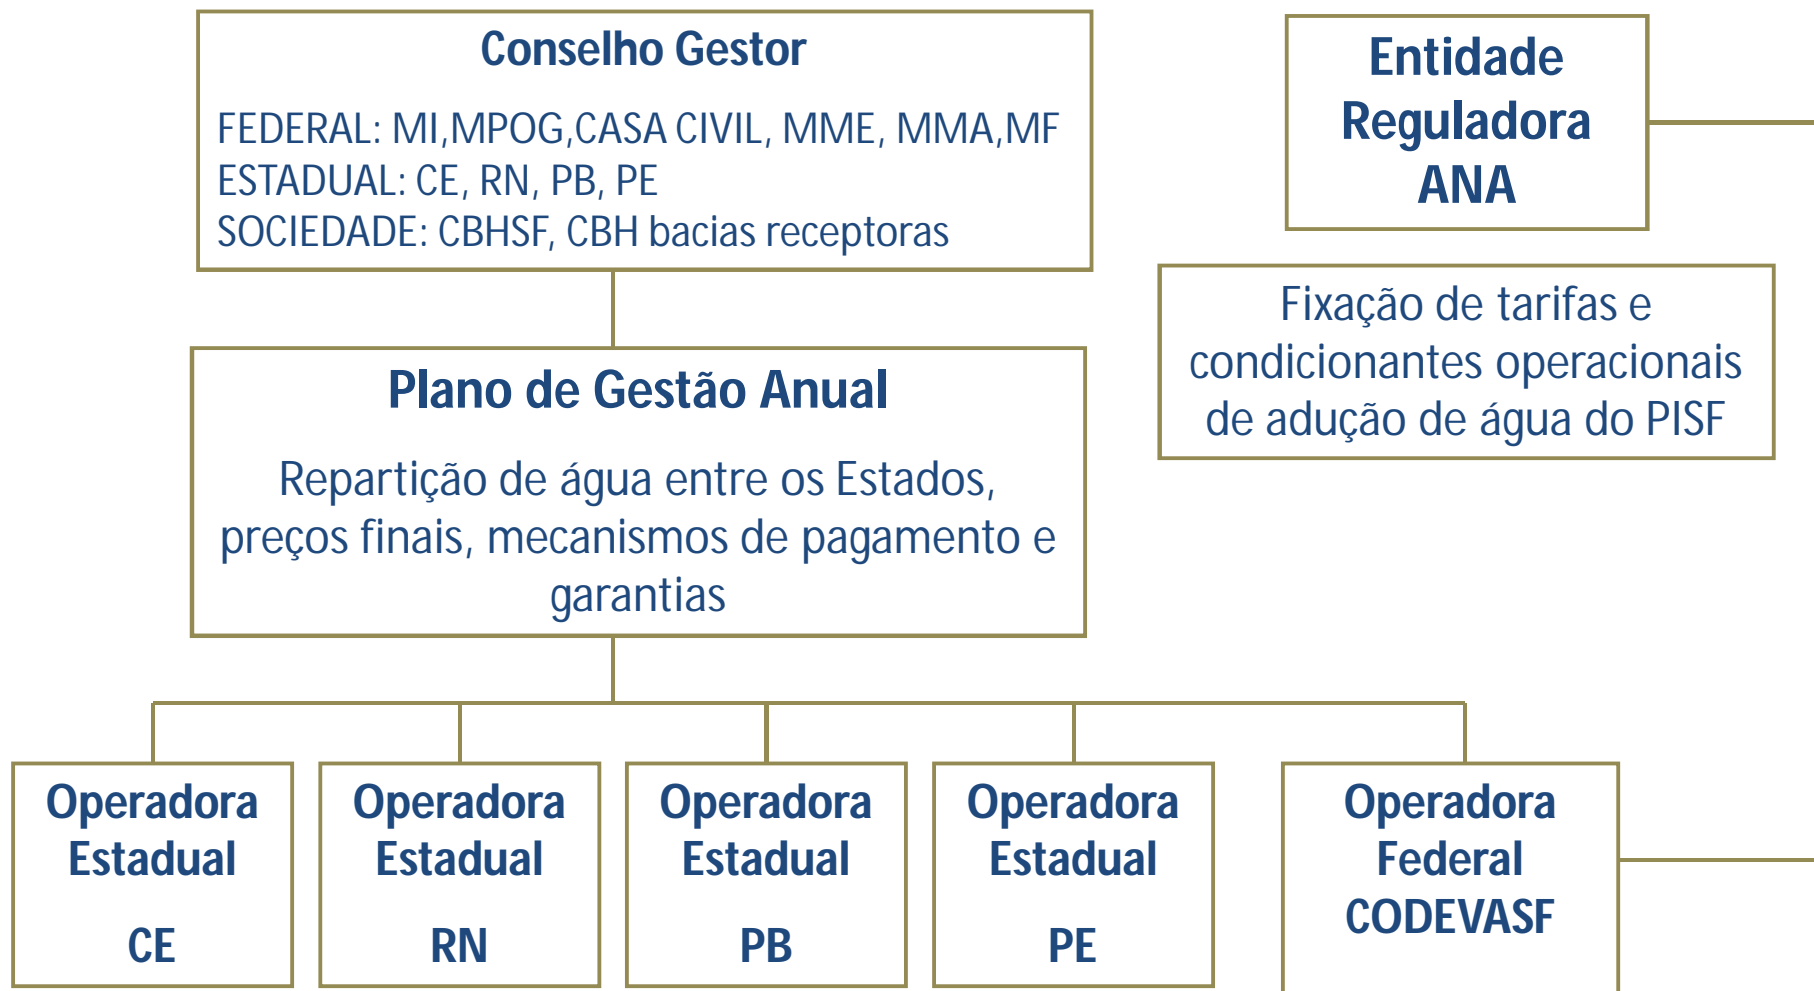 Conselho Gestor
FEDERAL: MI,MPOG,CASA CIVIL, MME, MMA,MF
ESTADUAL: CE, RN, PB, PE
SOCIEDADE: CBHSF, CBH bacias receptoras
Entidade
Reguladora
ANA
Fixação de tarifas e
condicionantes operacionais
de adução de água do PISF
Plano de Gestão Anual
Repartição de água entre os Estados,
preços finais, mecanismos de pagamento e
garantias
Operadora
Estadual
CE
Operadora
Estadual
RN
Operadora
Estadual
PB
Operadora
Estadual
PE
Operadora
Federal
CODEVASF